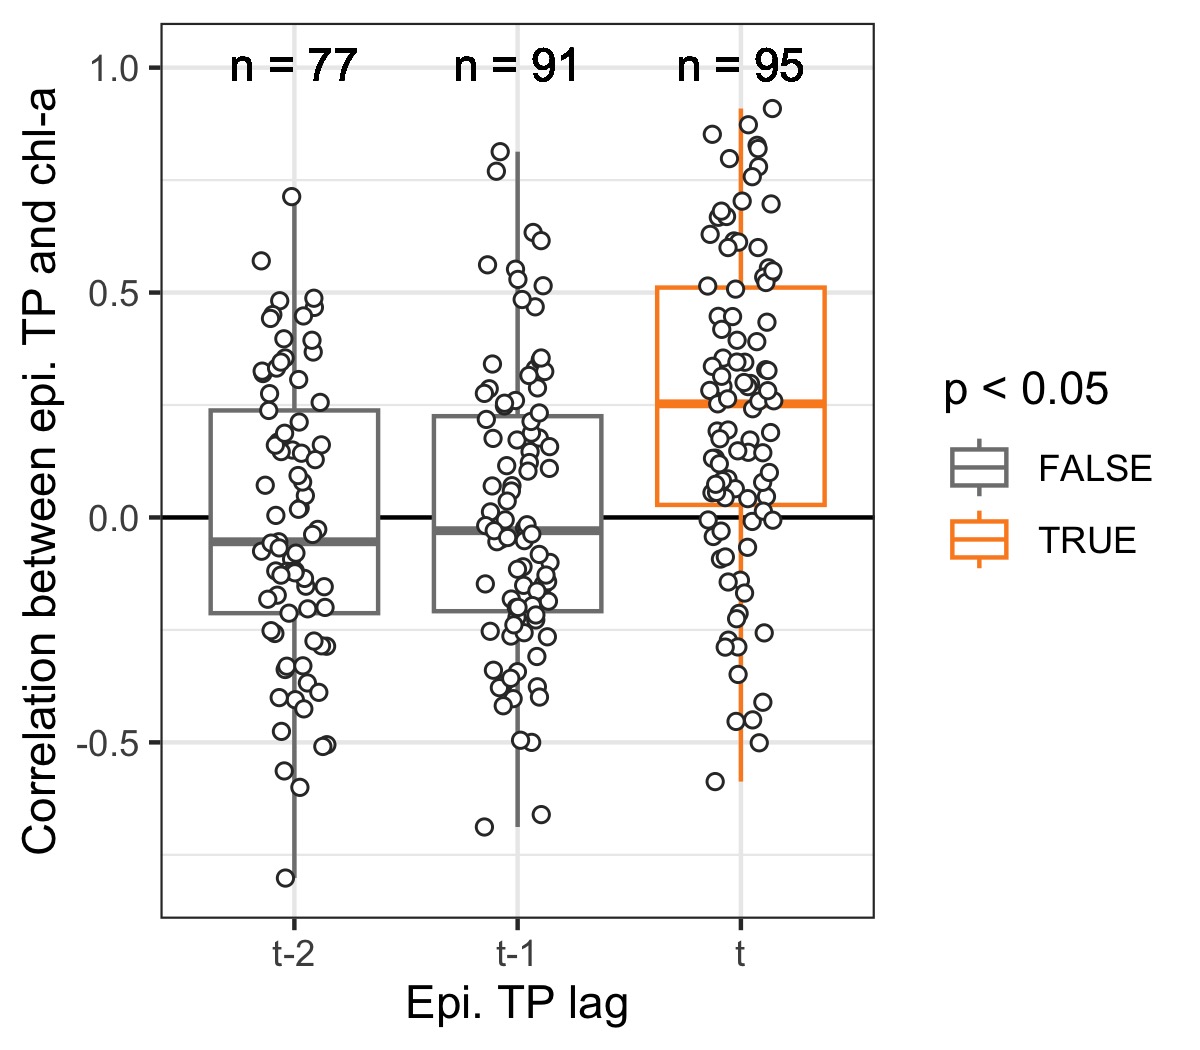 Correlation between epi. TP and chl-a
n = 77 n = 91 n = 95
1.0
0.5
0.0
-0.5
t-2 t-1 t
Epi. TP lag
p < 0.05
FALSE
TRUE